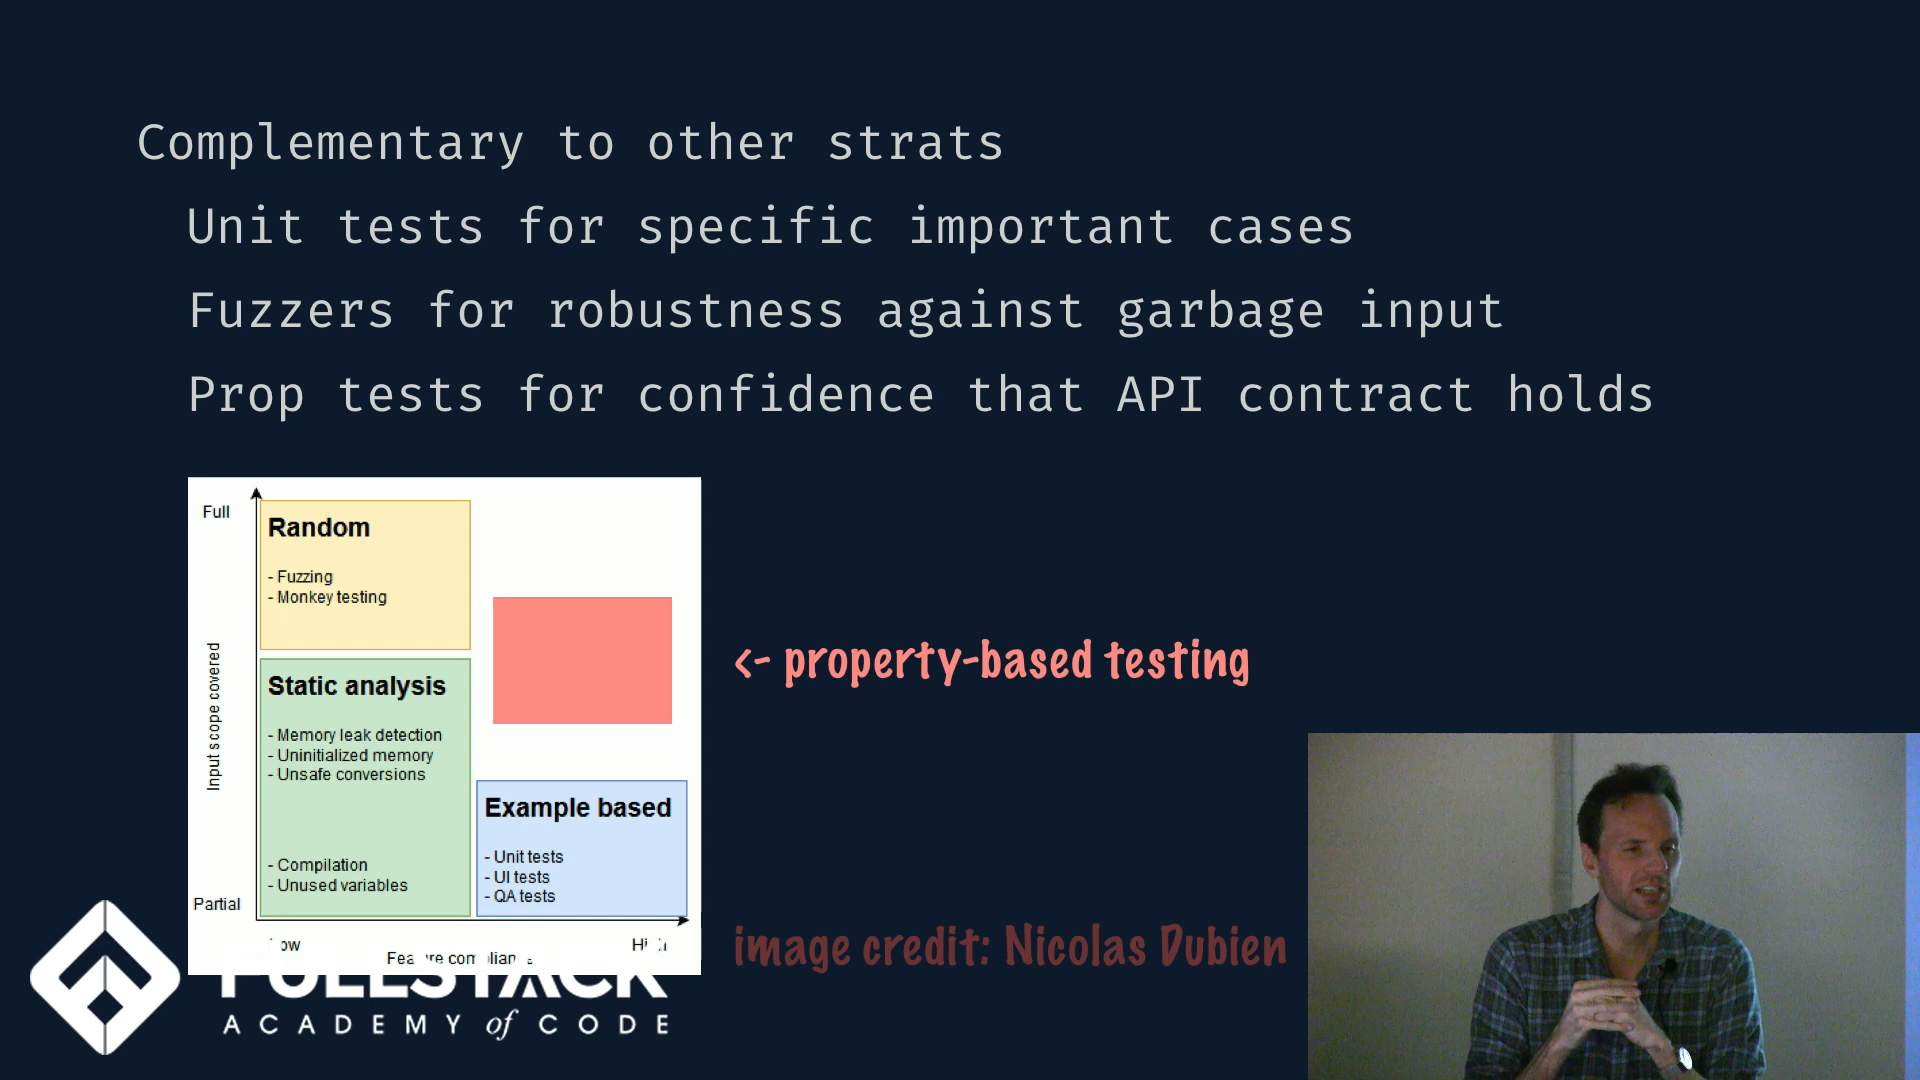 Complementary to other strats
Unit tests for specific important cases
Fuzzers for robustness against garbage input
Prop tests for confidence that API contract holds
Full
Random
- Fuzzing
- Monkey testing
Input scope covered
Static analysis
- Memory leak detection
- Uninitialized memory
- Unsafe conversions
- Compilation
- Unused variables
<- property-based testing
Example based
- Unit tests
- UI tests
- QA tests
Partial
image credit: Nicolas Dubien
FULLSTACK
ACADEMY of CODE